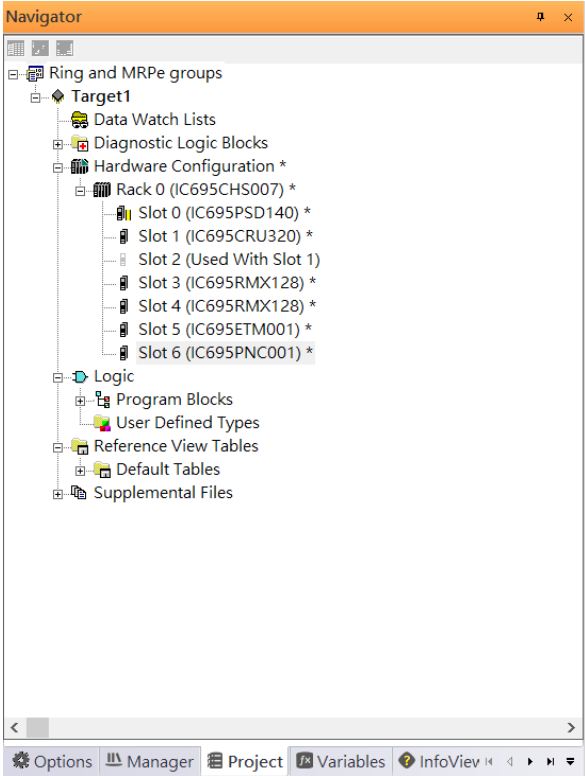 Navigator
Ring and MRPe groups
Target1
Data Watch Lists
Diagnostic Logic Blocks
Hardware Configuration *
Rack 0 (IC695CHS007) *
Slot 0 (IC695PSD140) *
Slot 1 (IC695CRU320) *
Slot 2 (Used With Slot 1)
Slot 3 (IC695RMX128) *
Slot 4 (IC695RMX128) *
Slot 5 (IC695ETM001) *
Slot 6 (IC695PNC001) *
Logic
Program Blocks
User Defined Types
Reference View Tables
Default Tables
Supplemental Files
Options Manager Project Variables InfoView